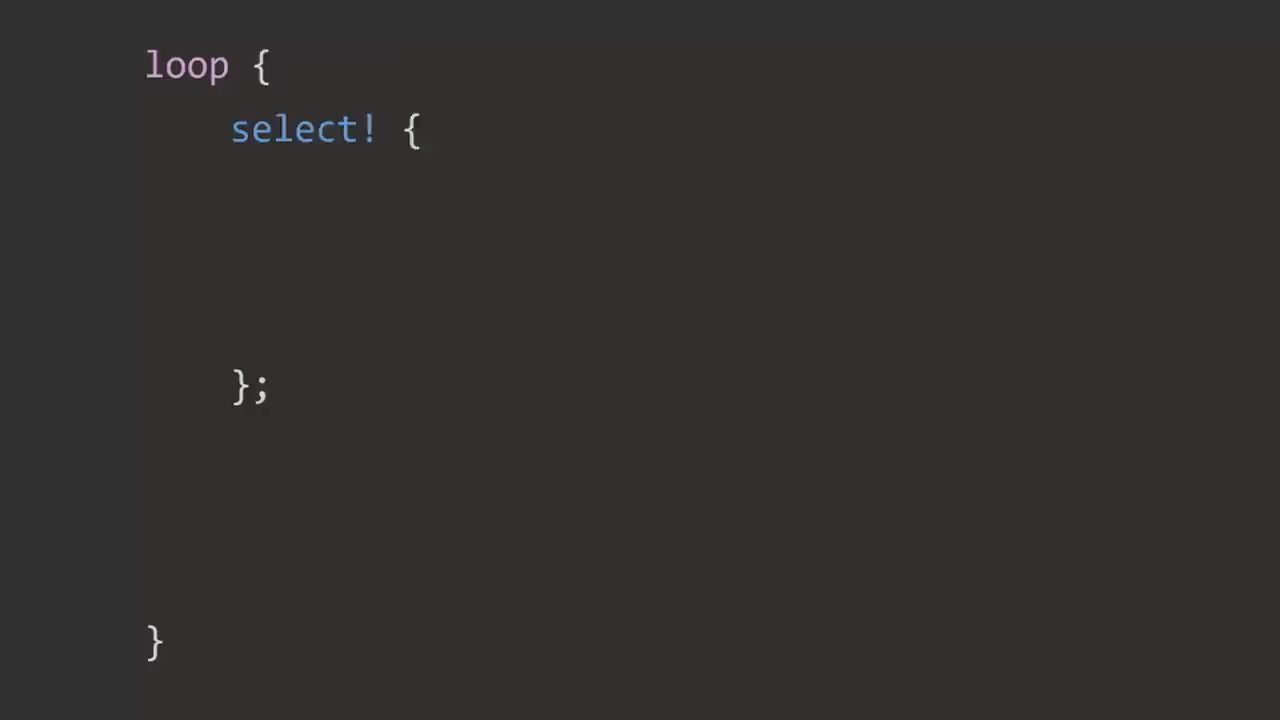 loop {
    select! {
    };
}